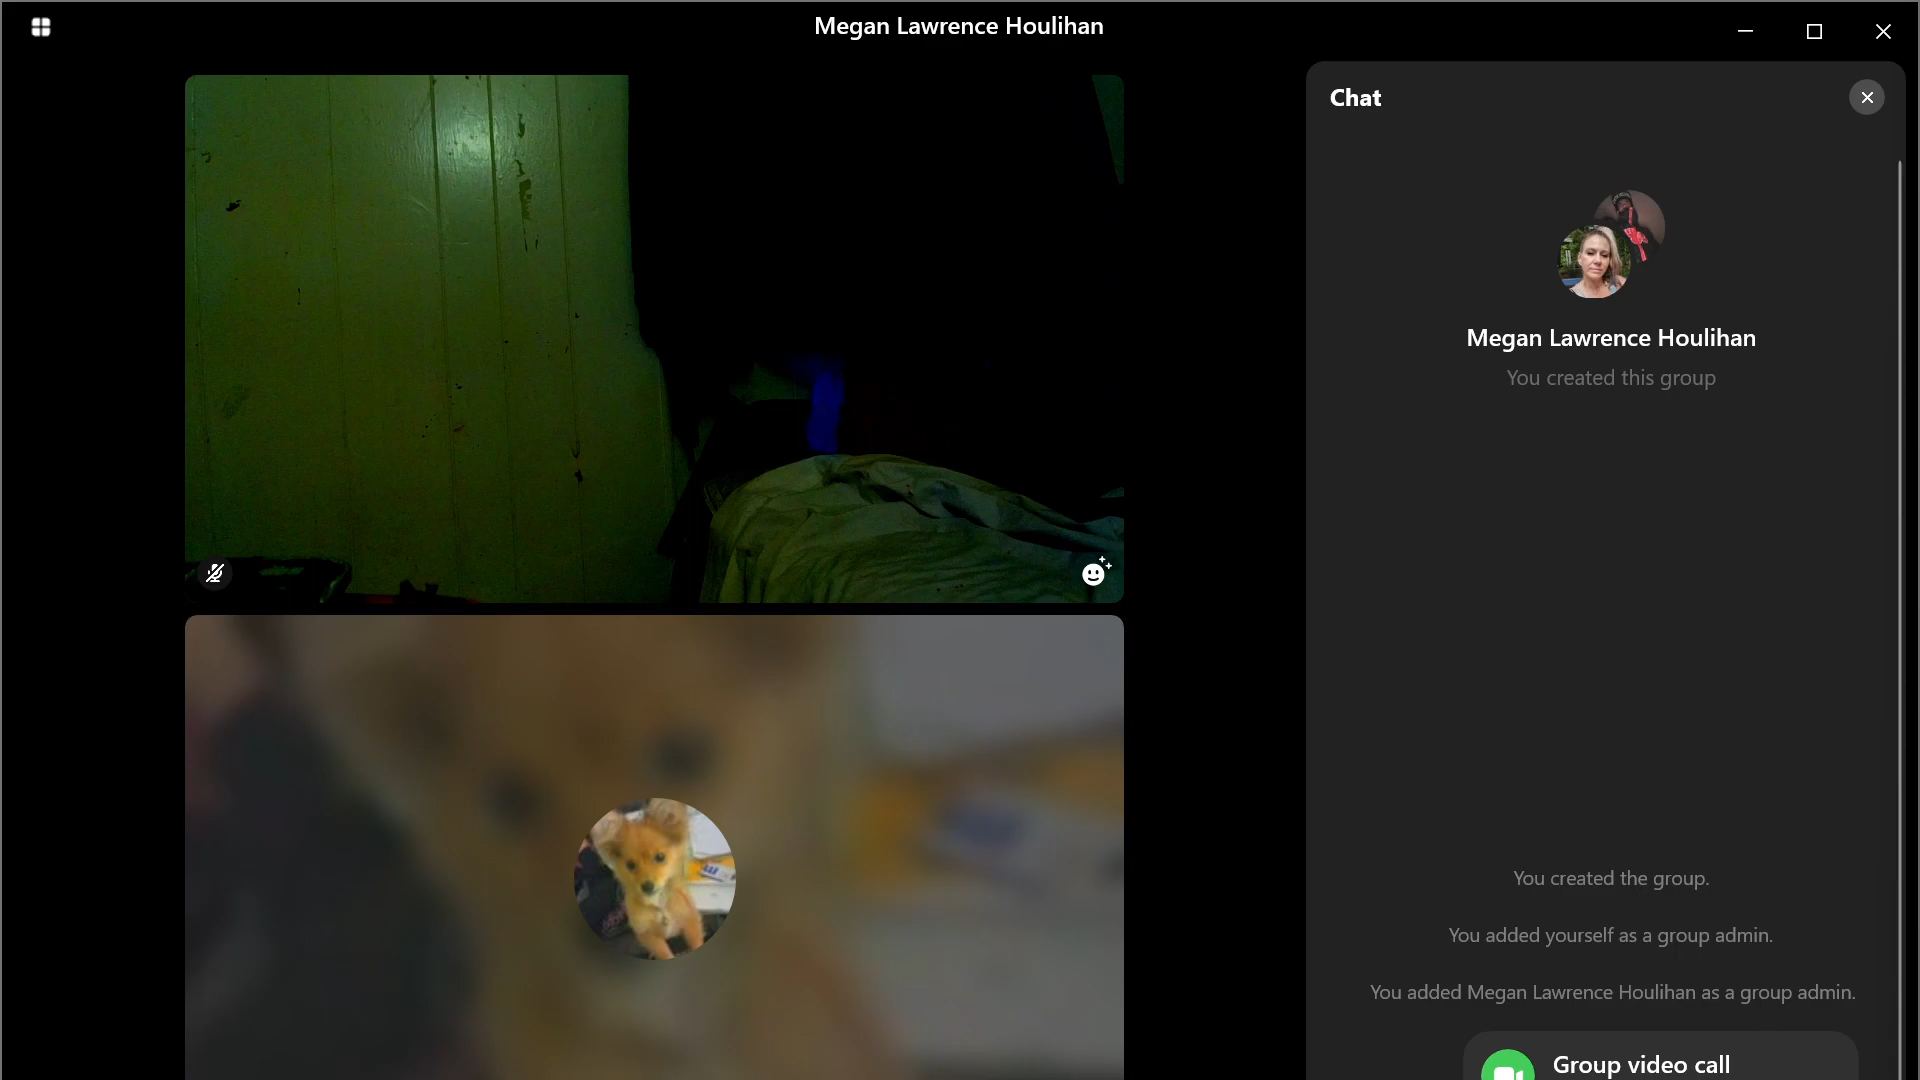 Megan Lawrence Houlihan
Chat
Megan Lawrence Houlihan
You created this group
You created the group.
You added yourself as a group admin.
You added Megan Lawrence Houlihan as a group admin.
Group video call